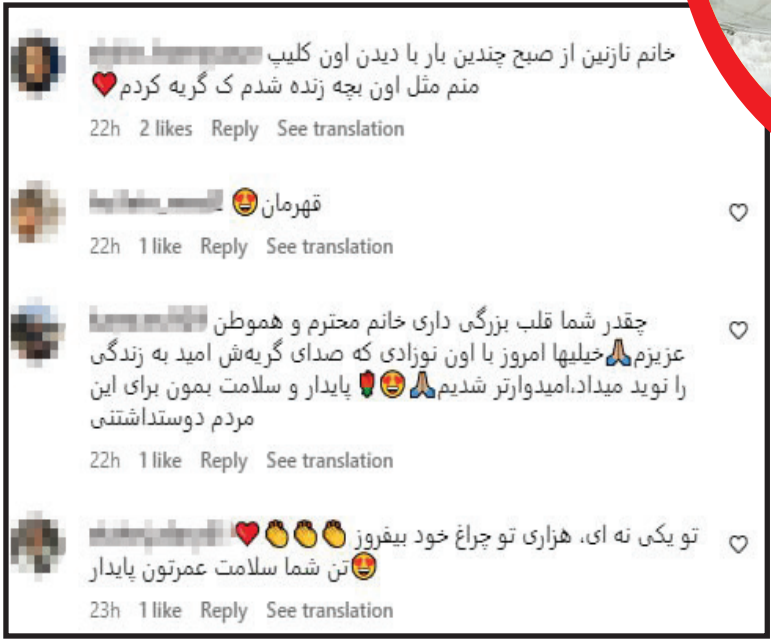 خانم نازنین از صبح چندین بار با دیدن اون کلیپ
منم مثل اون بچه زنده شدم ک گریه کردم❤️
22h 2 likes Reply See translation
قهرمان😍
22h 1 like Reply See translation
چقدر شما قلب بزرگی داری خانم محترم و هموطن
عزیزم🙏🏽خیلیها امروز با اون نوزادی که صدای گریه‌ش امید به زندگی
را نوید میداد،امیدوارتر شدیم🙏🏽😍🌹 پایدار و سلامت بمون برای این
مردم دوستداشتنی
22h 1 like Reply See translation
تو یکی نه ای، هزاری تو چراغ خود بیفروز 👏👏👏❤️
😍تن شما سلامت عمرتون پایدار
23h 1 like Reply See translation